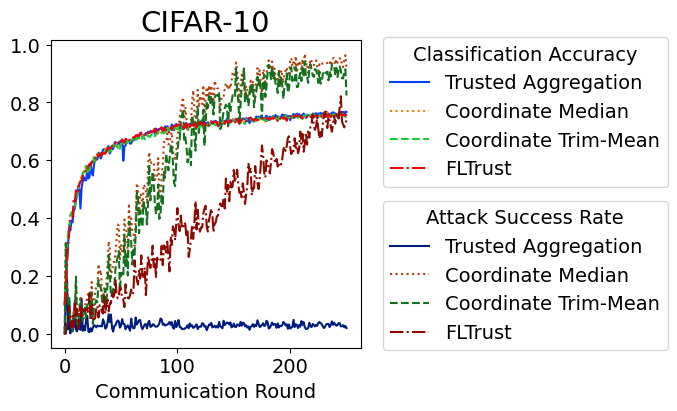 CIFAR-10
1.0
0.8
0.6
0.4
0.2
0.0
0 100 200
Communication Round
Classification Accuracy
Trusted Aggregation
Coordinate Median
Coordinate Trim-Mean
FLTrust
Attack Success Rate
Trusted Aggregation
Coordinate Median
Coordinate Trim-Mean
FLTrust